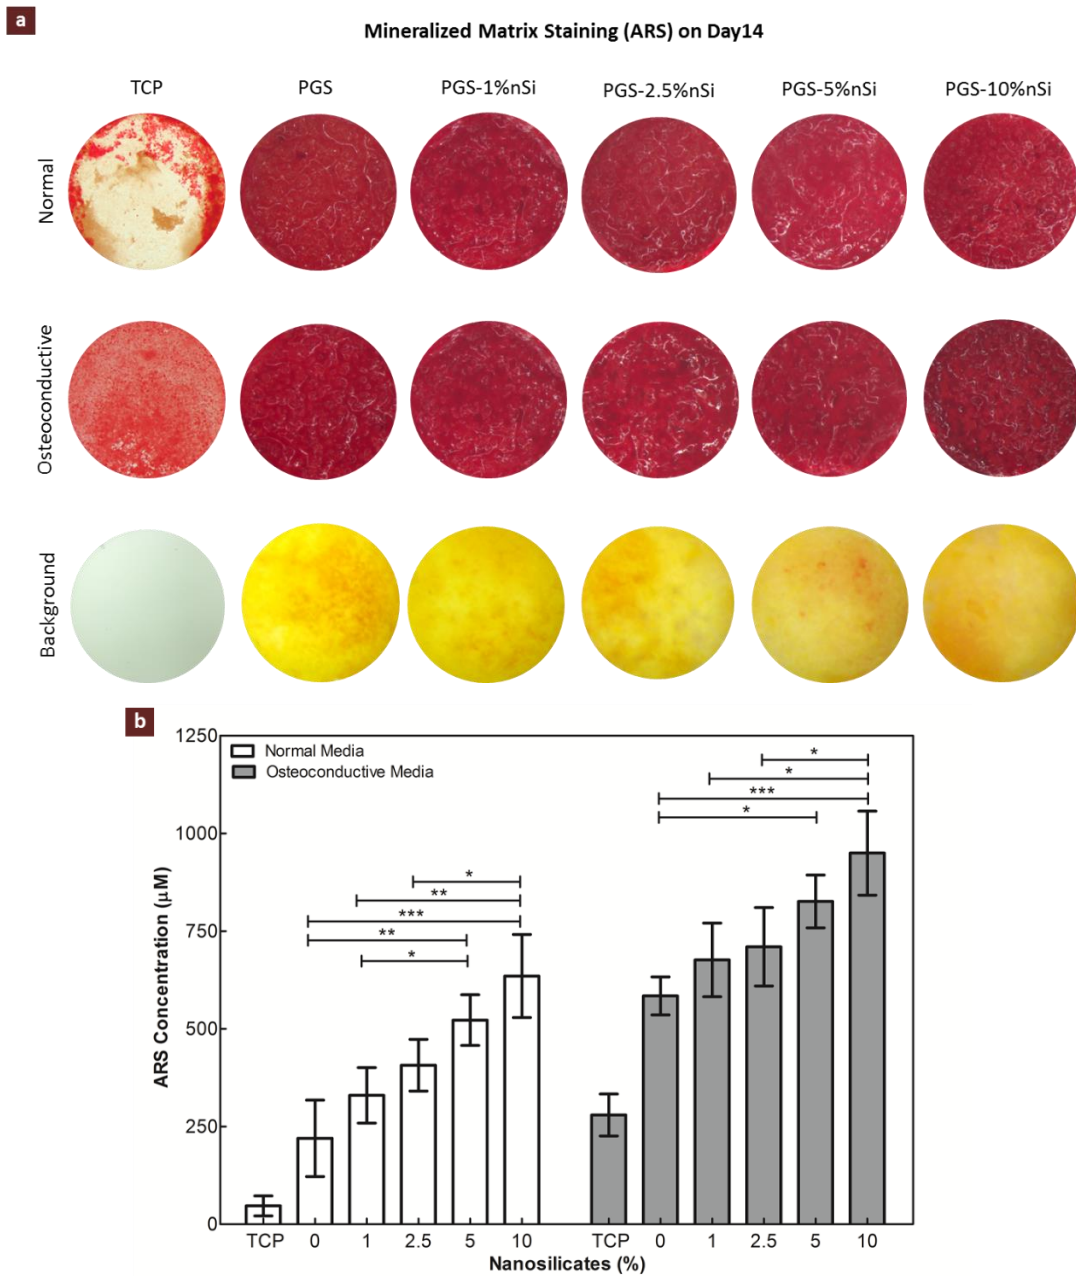 a
Mineralized Matrix Staining (ARS) on Day14
TCP PGS PGS-1%nSi PGS-2.5%nSi PGS-5%nSi PGS-10%nSi
Normal
Osteoconductive
Background
b
Normal Media
Osteoconductive Media
ARS Concentration (µM)
1250
1000
750
500
250
0
*
**
***
**
*
*
*
***
*
TCP 0 1 2.5 5 10 TCP 0 1 2.5 5 10
Nanosilicates (%)